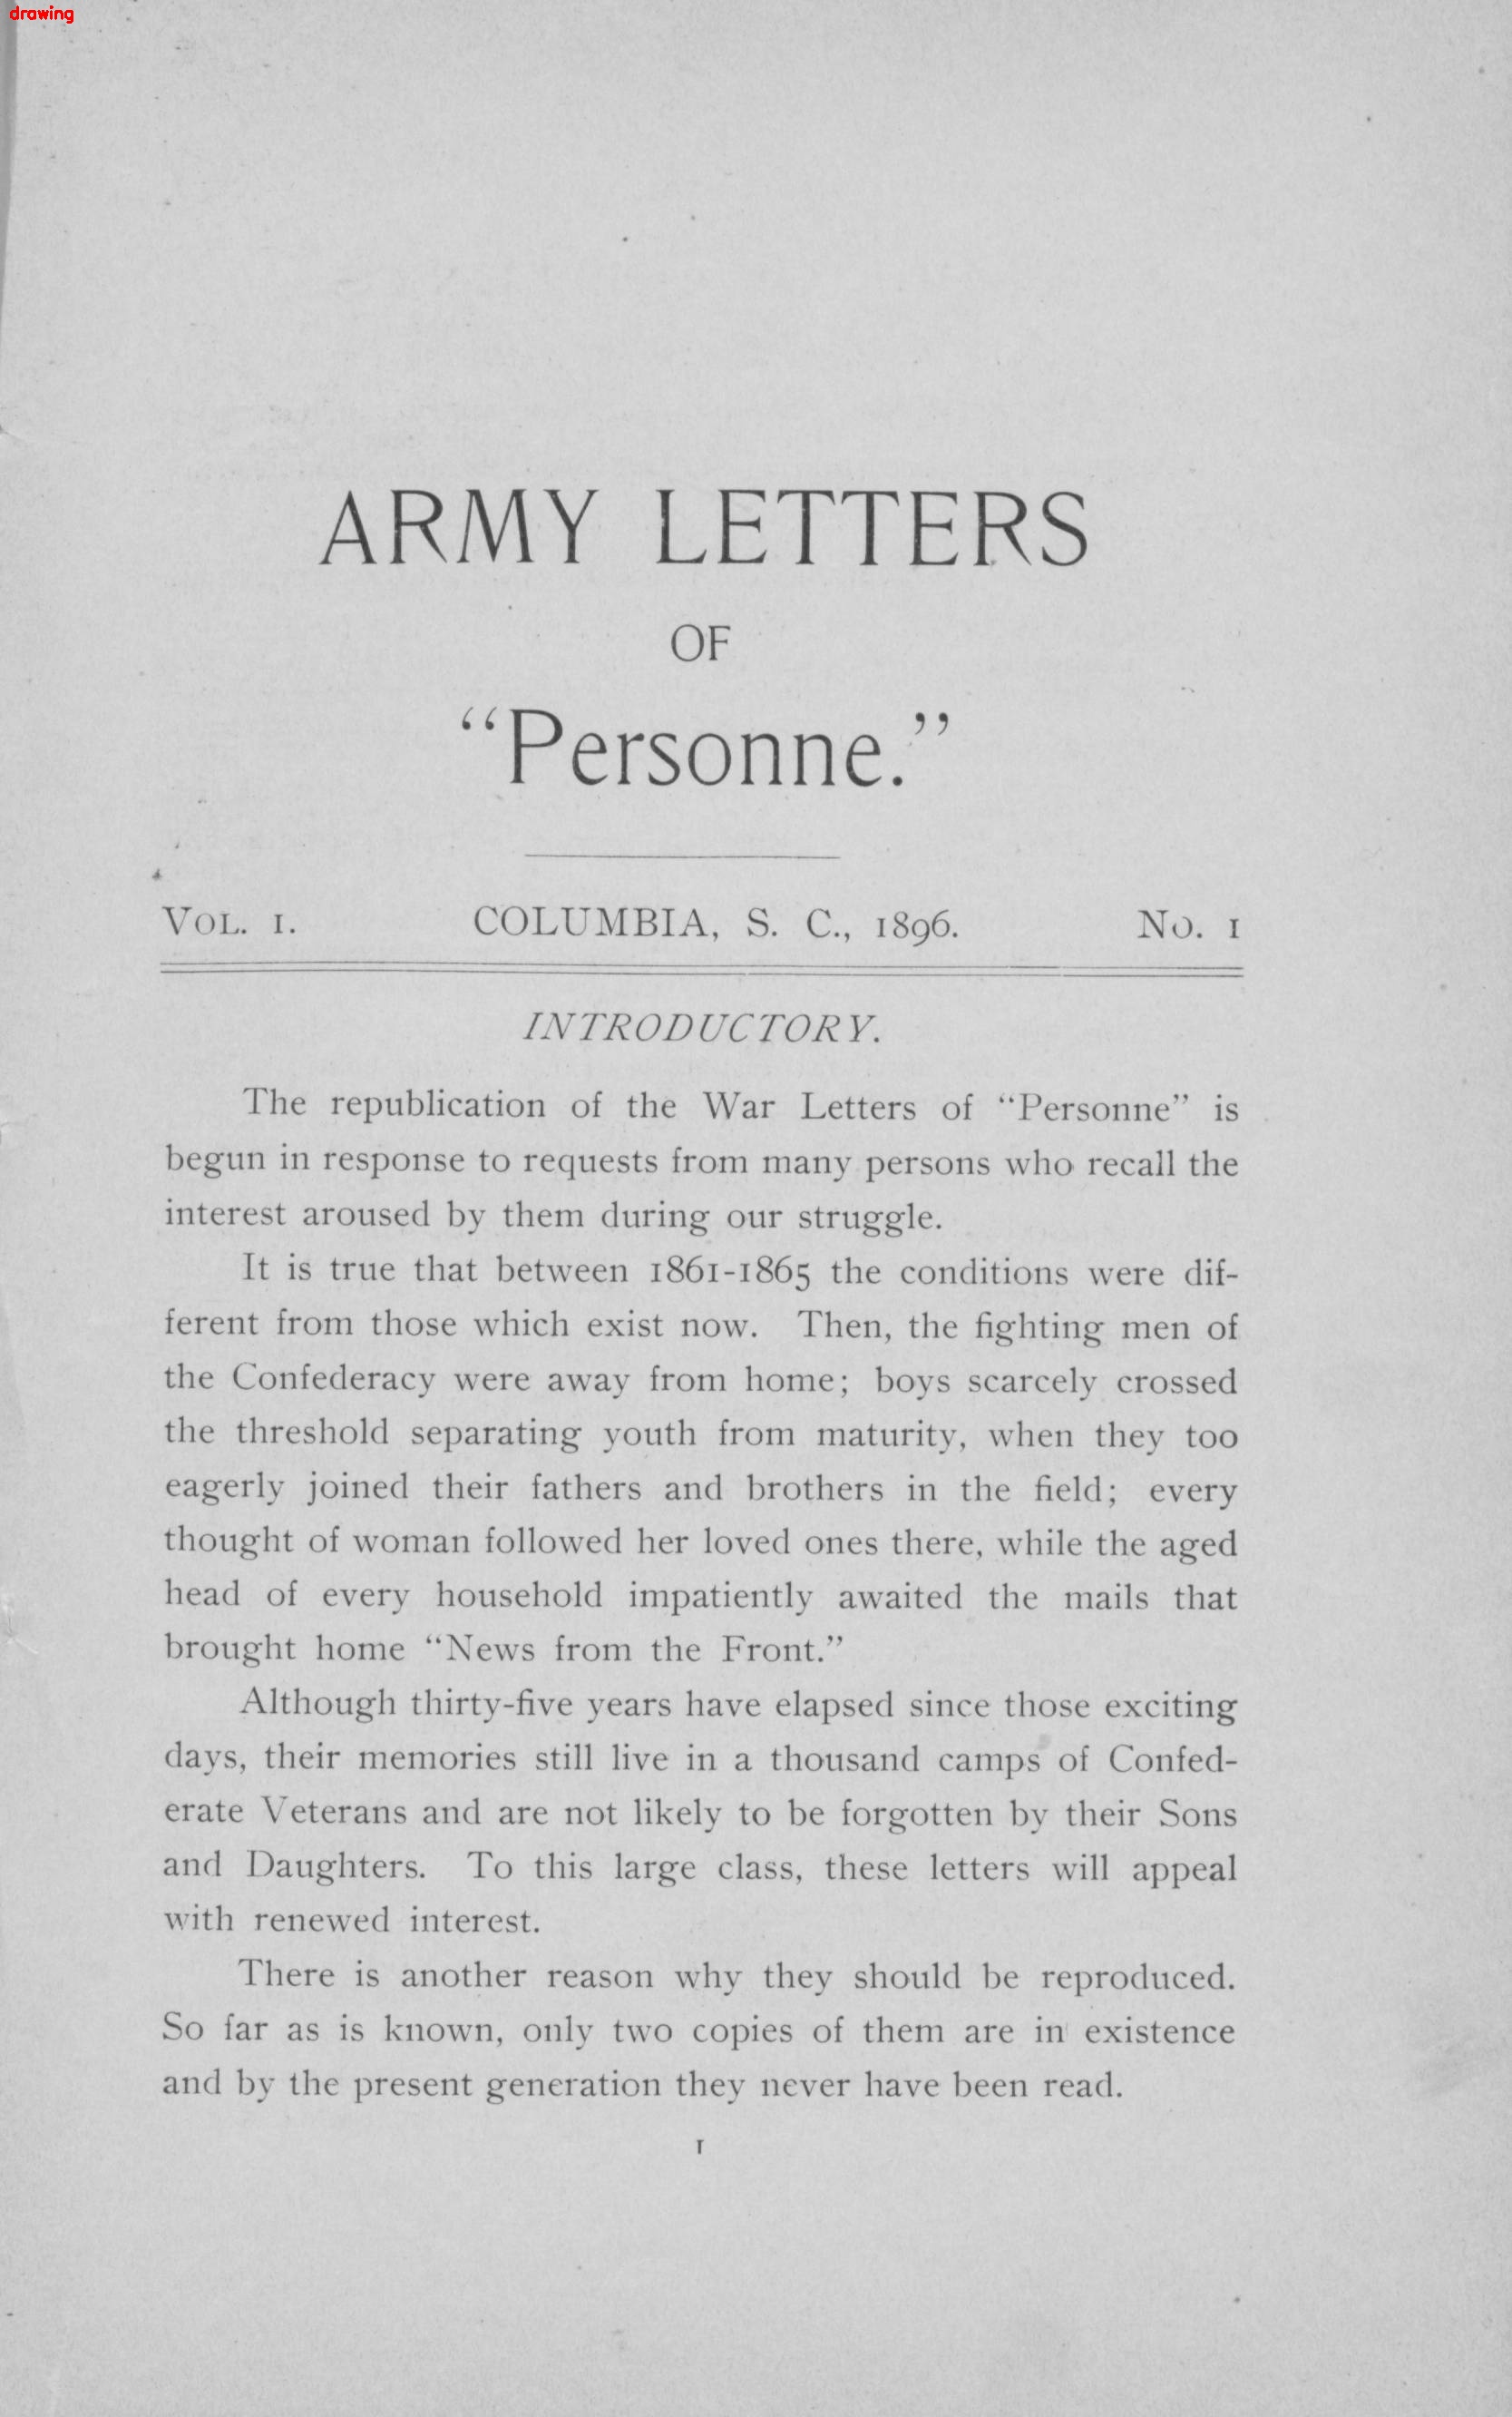 drawing
ARMY LETTERS
OF
“Personne.”
VOL. I. COLUMBIA, S. C., 1896. No. 1
INTRODUCTORY.
The republication of the War Letters of “Personne” is
begun in response to requests from many persons who recall the
interest aroused by them during our struggle.
It is true that between 1861-1865 the conditions were dif-
ferent from those which exist now. Then, the fighting men of
the Confederacy were away from home; boys scarcely crossed
the threshold separating youth from maturity, when they too
eagerly joined their fathers and brothers in the field; every
thought of woman followed her loved ones there, while the aged
head of every household impatiently awaited the mails that
brought home “News from the Front.”
Although thirty-five years have elapsed since those exciting
days, their memories still live in a thousand camps of Confed-
erate Veterans and are not likely to be forgotten by their Sons
and Daughters. To this large class, these letters will appeal
with renewed interest.
There is another reason why they should be reproduced.
So far as is known, only two copies of them are in existence
and by the present generation they never have been read.
1